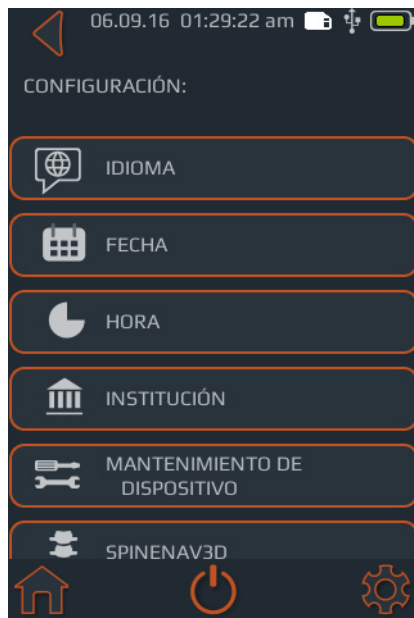 06.09.16 01:29:22 am
CONFIGURACIÓN:
IDIOMA
FECHA
HORA
INSTITUCIÓN
MANTENIMIENTO DE
DISPOSITIVO
SPINENAV3D